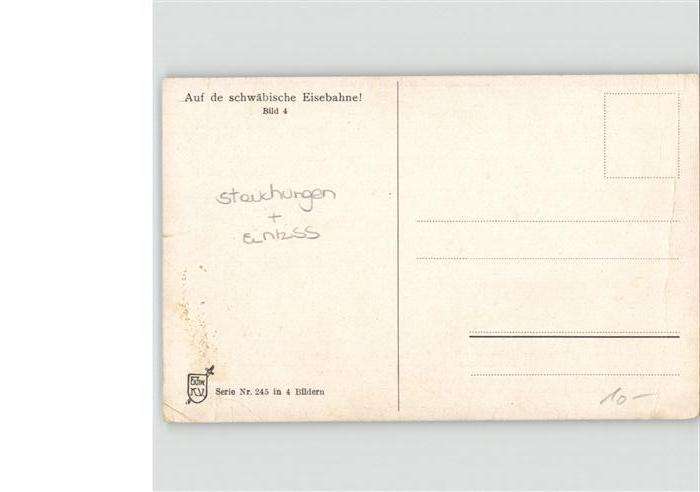 Auf de schwäbische Eisebahne!
Bild 4
Stauchungen
+
Serie Nr. 245 in 4 Bildern
10-